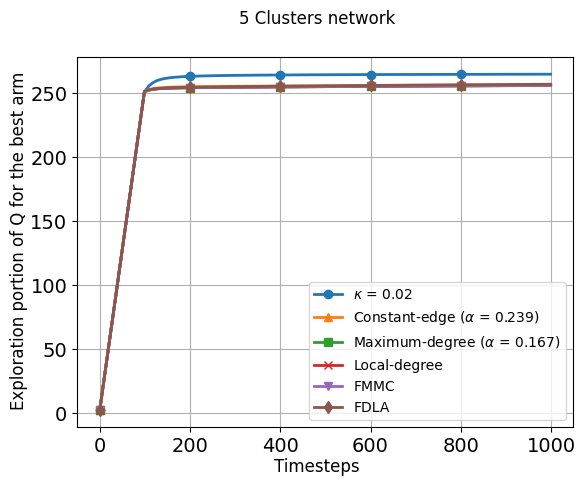 5 Clusters network
Exploration portion of Q for the best arm
250
200
150
100
50
0
κ = 0.02
Constant-edge (α = 0.239)
Maximum-degree (α = 0.167)
Local-degree
FMMC
FDLA
0 200 400 600 800 1000
Timesteps